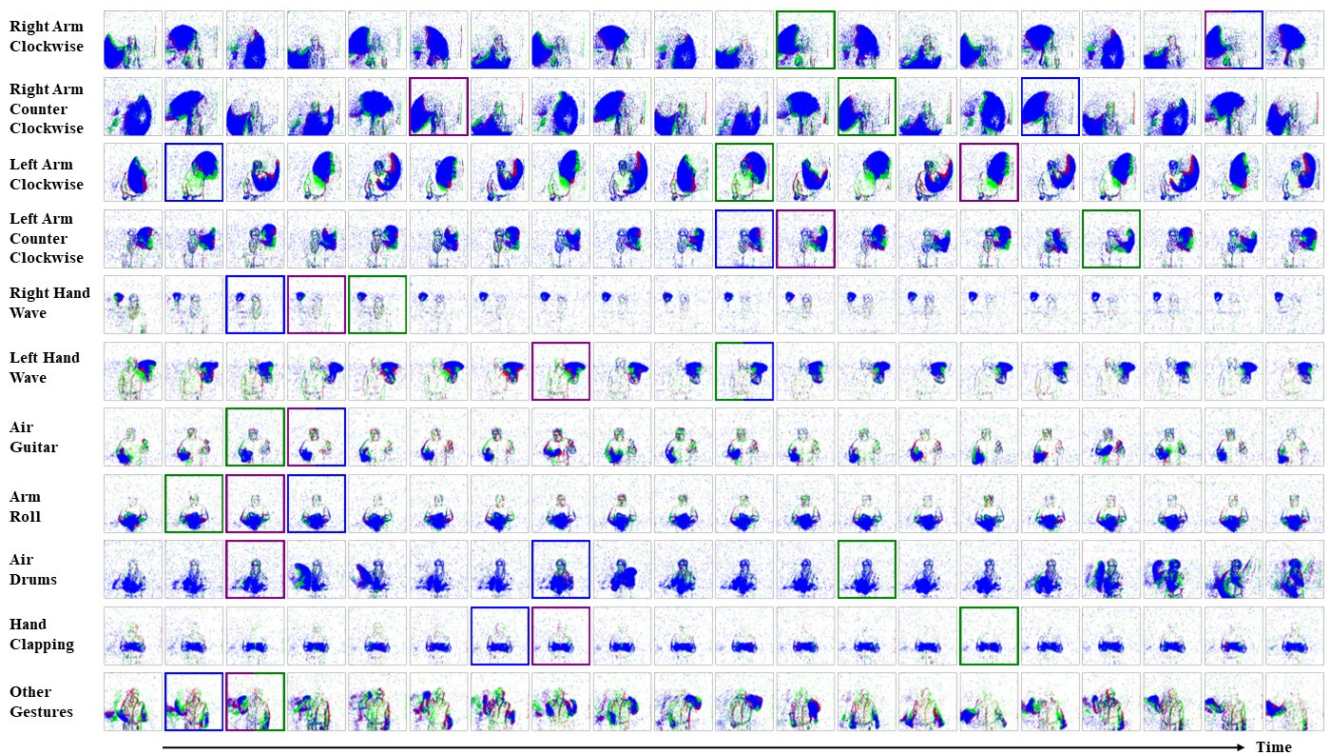 Right Arm
Clockwise
Right Arm
Counter
Clockwise
Left Arm
Clockwise
Left Arm
Counter
Clockwise
Right Hand
Wave
Left Hand
Wave
Air
Guitar
Arm
Roll
Air
Drums
Hand
Clapping
Other
Gestures
Time